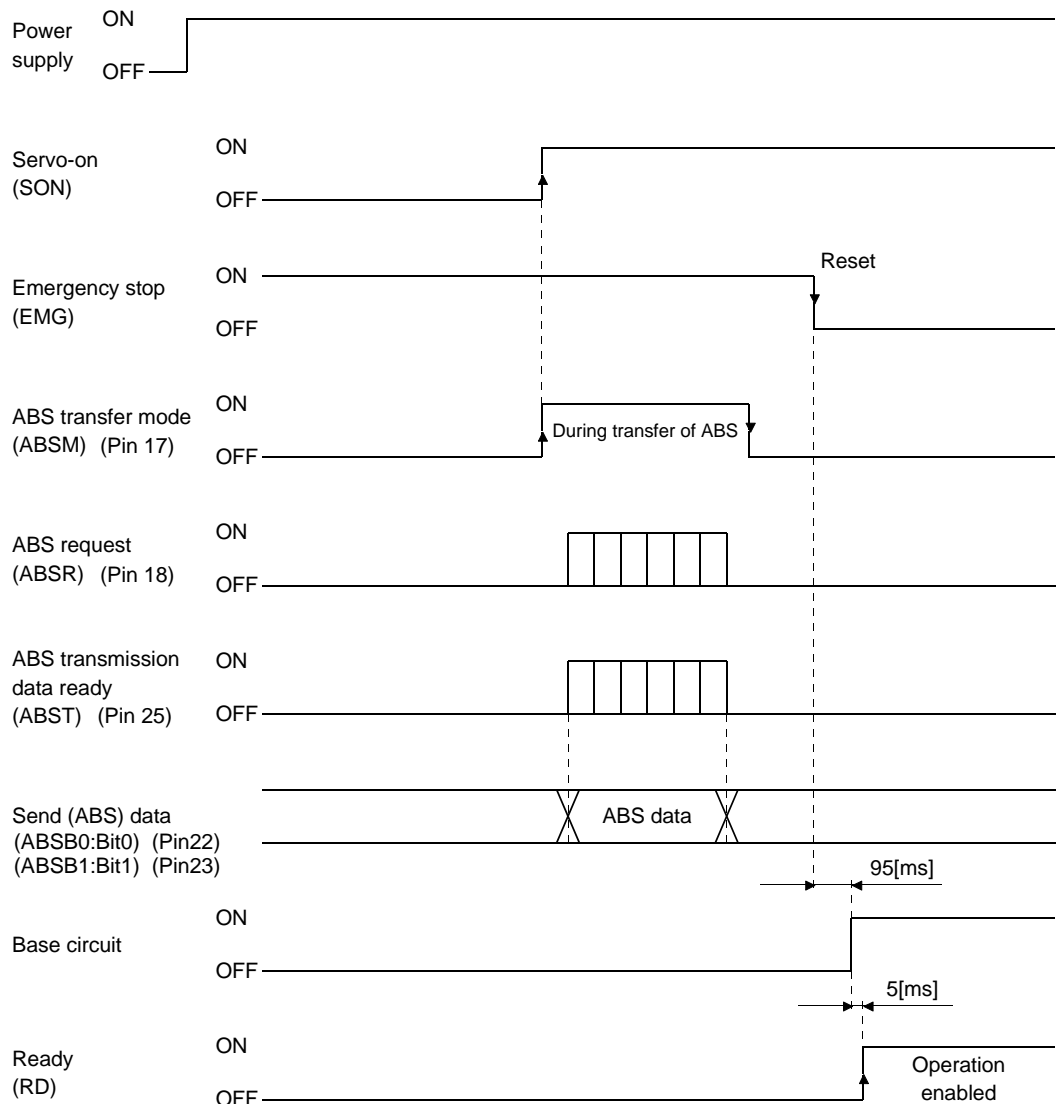 Power
supply
ON
OFF
Servo-on
(SON)
ON
OFF
Emergency stop
(EMG)
ON
OFF
Reset
ABS transfer mode
(ABSM) (Pin 17)
ON
OFF
During transfer of ABS
ABS request
(ABSR) (Pin 18)
ON
OFF
ABS transmission
data ready
(ABST) (Pin 25)
ON
OFF
Send (ABS) data
(ABSB0:Bit0) (Pin22)
(ABSB1:Bit1) (Pin23)
ABS data
95[ms]
Base circuit
ON
OFF
5[ms]
Ready
(RD)
ON
OFF
Operation
enabled